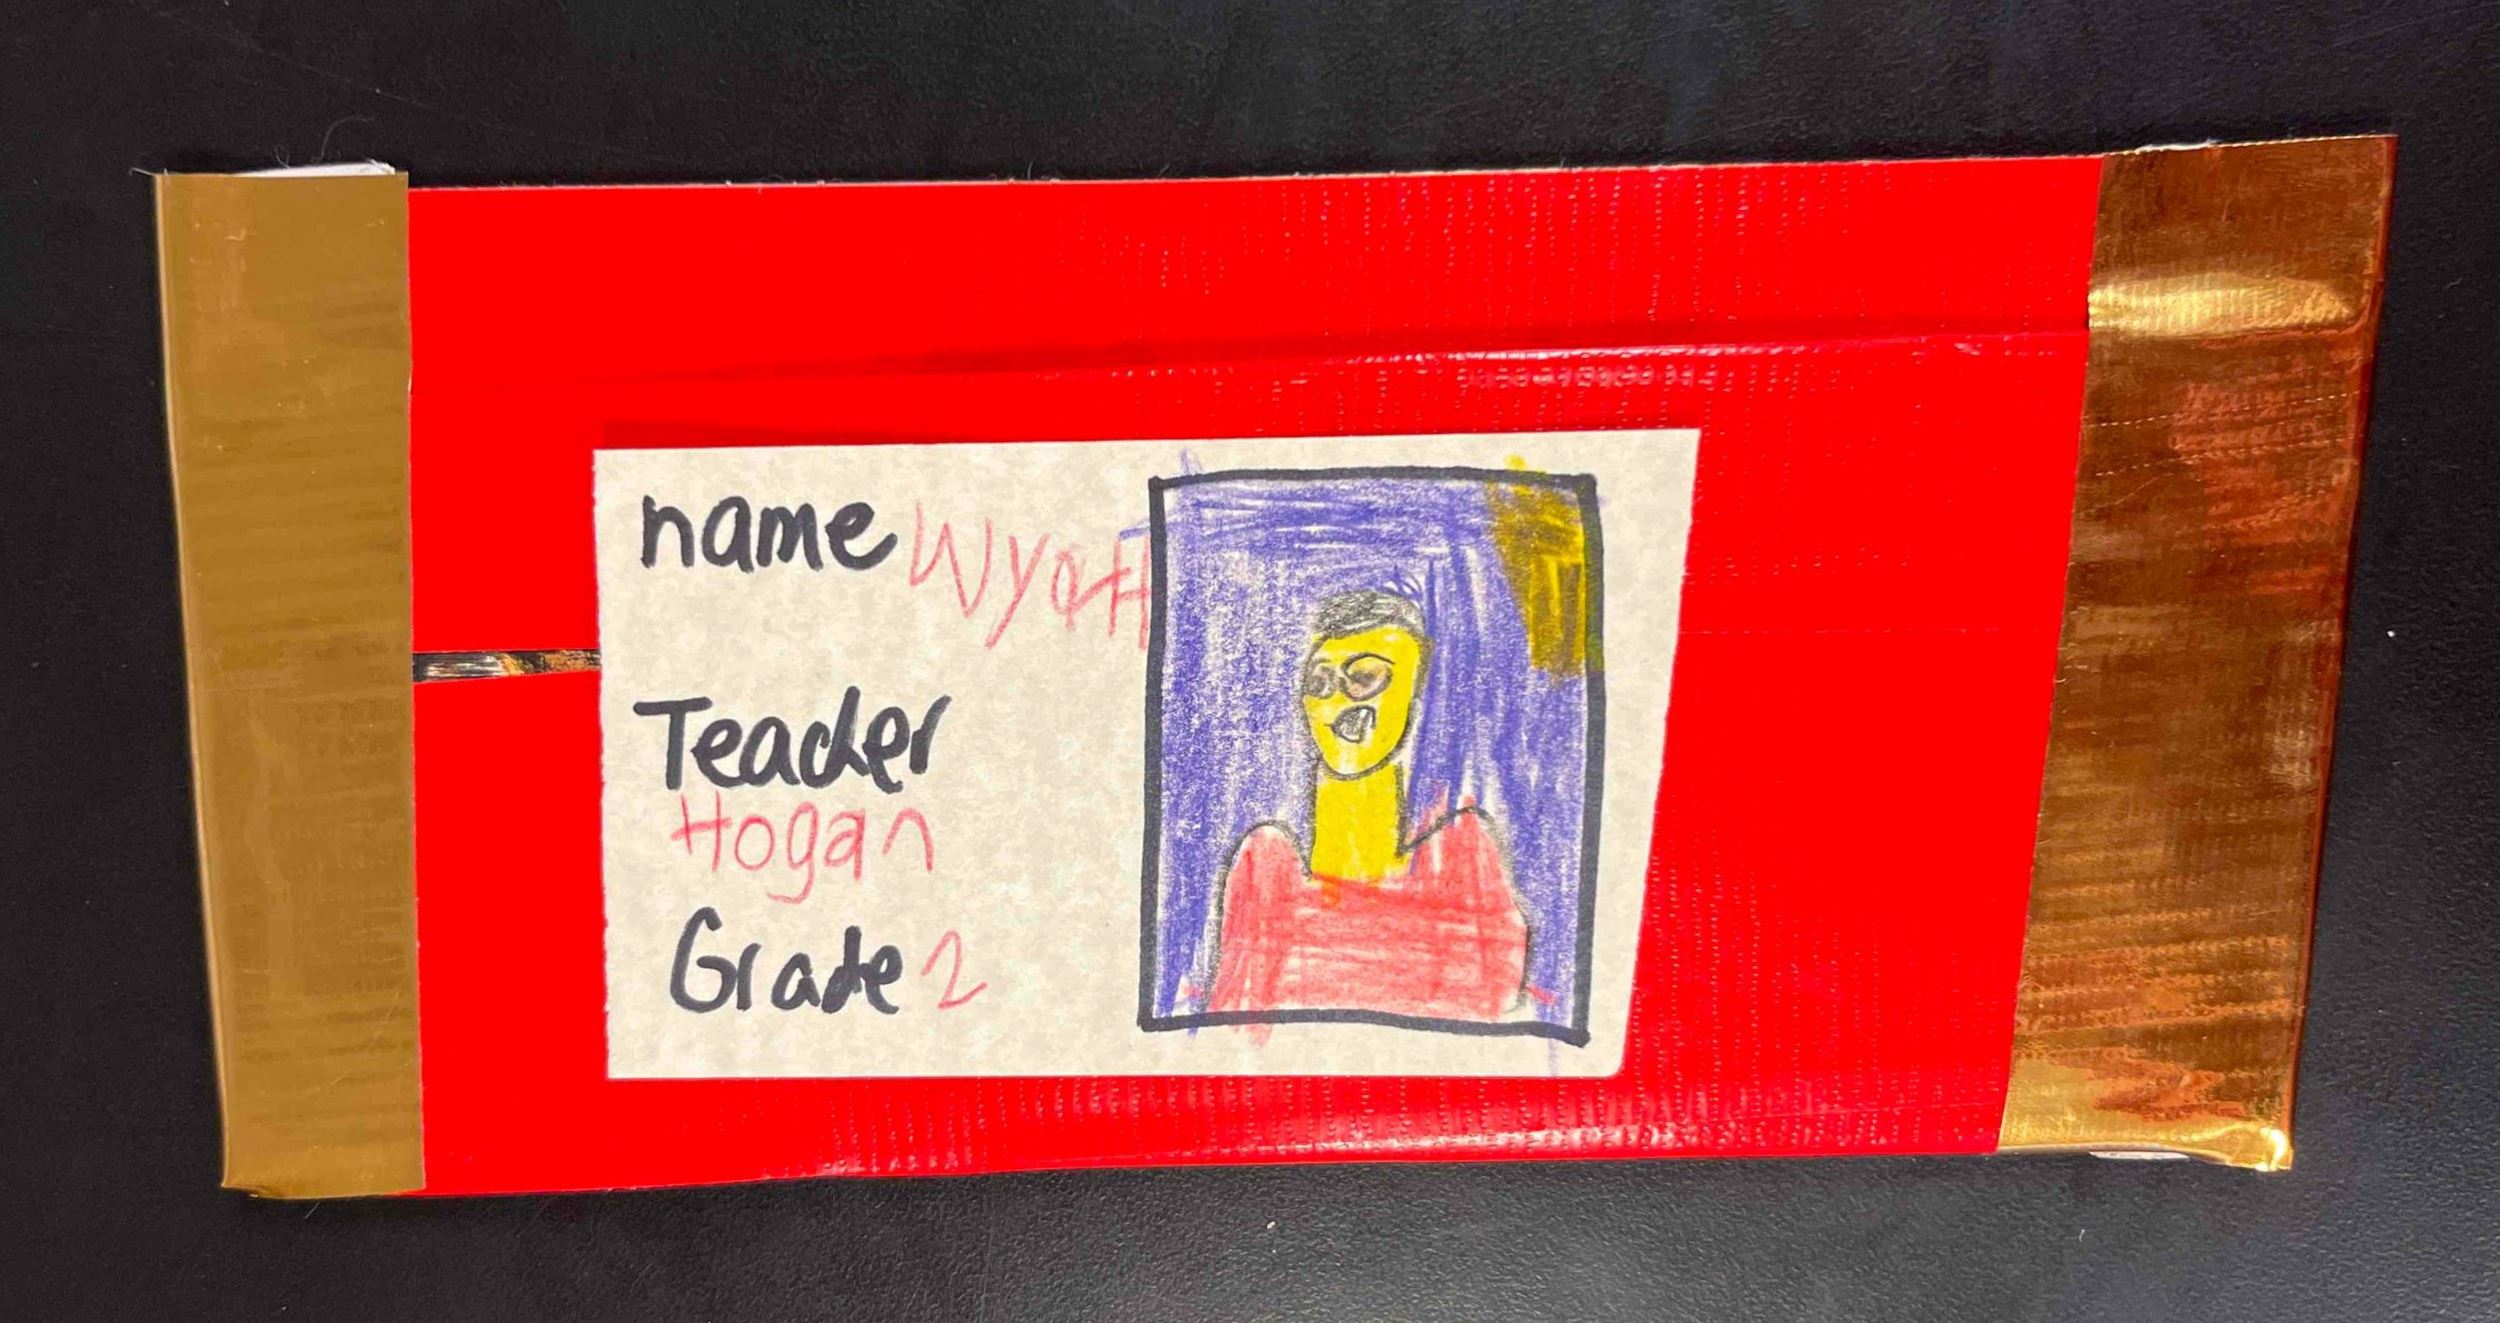 name Wyatt
Teacher
Hogan
Grade 2